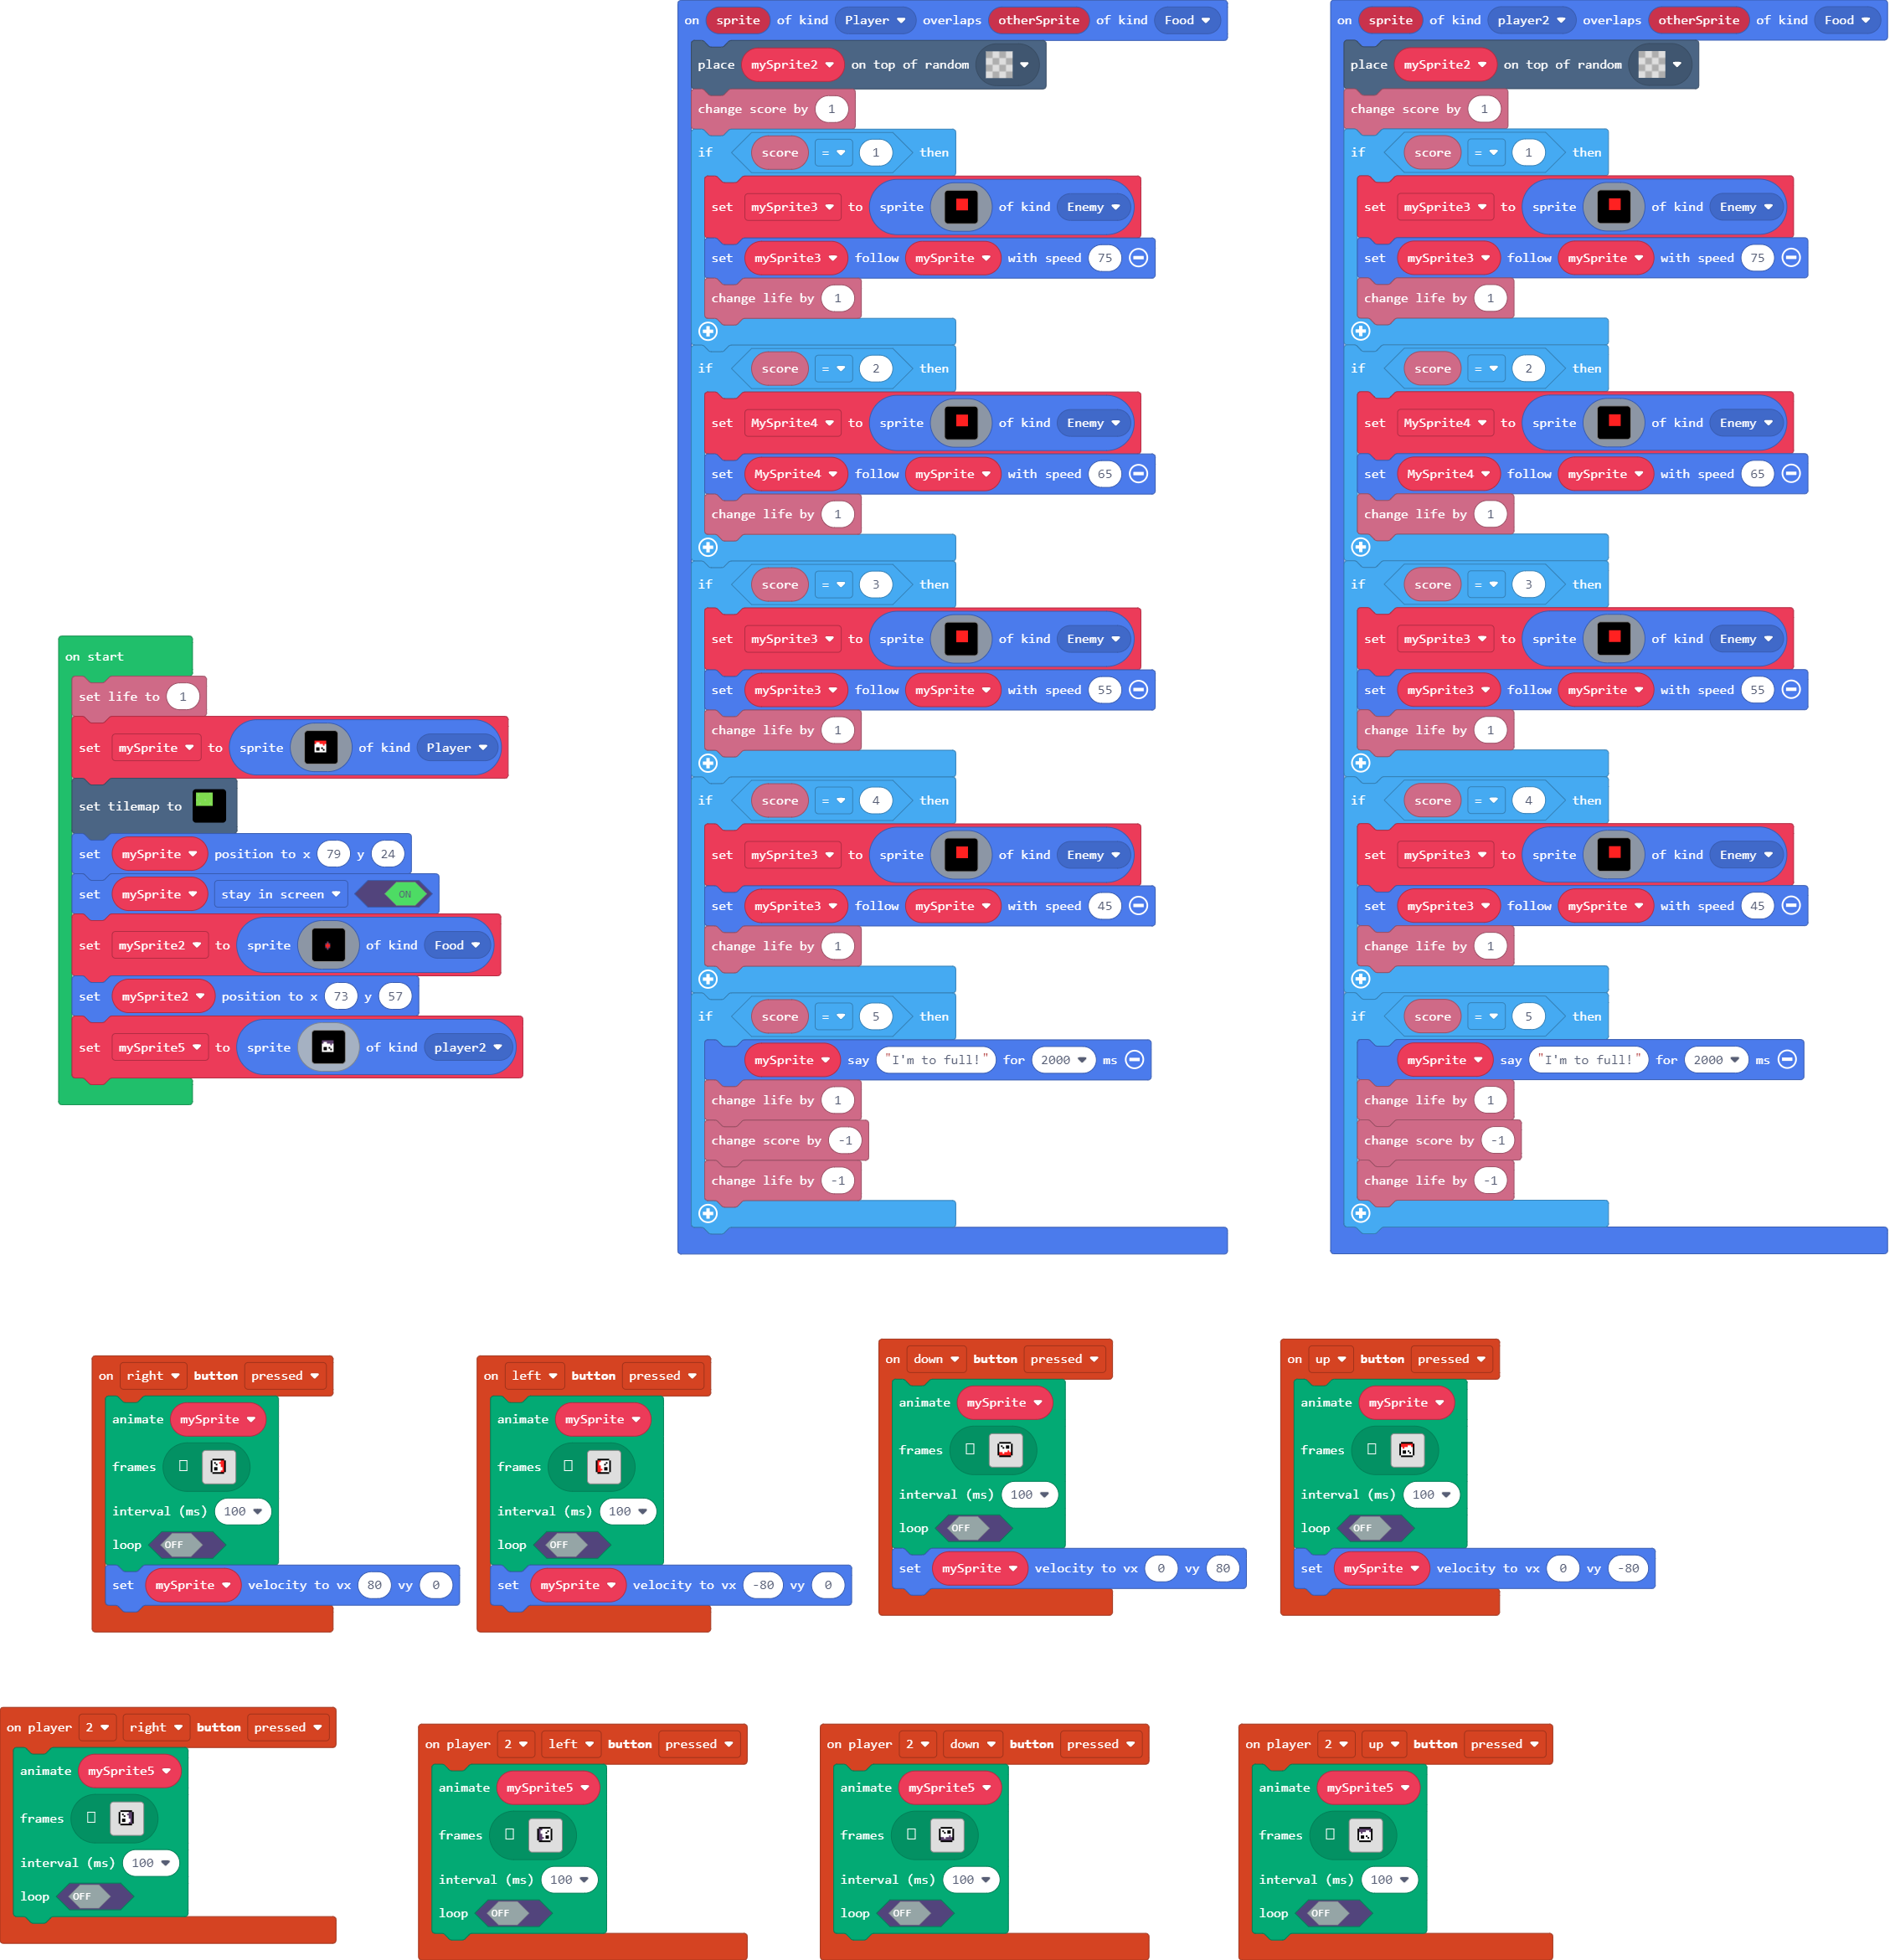 on start
set life to 1
set mySprite to sprite of kind Player
set tilemap to
set mySprite position to x 79 y 24
set mySprite stay in screen ON
set mySprite2 to sprite of kind Food
set mySprite2 position to x 73 y 57
set mySprite5 to sprite of kind player2
on sprite of kind Player overlaps otherSprite of kind Food
place mySprite2 on top of random
change score by 1
if score = 1 then
set mySprite3 to sprite of kind Enemy
set mySprite3 follow mySprite with speed 75
change life by 1
if score = 2 then
set MySprite4 to sprite of kind Enemy
set MySprite4 follow mySprite with speed 65
change life by 1
if score = 3 then
set mySprite3 to sprite of kind Enemy
set mySprite3 follow mySprite with speed 55
change life by 1
if score = 4 then
set mySprite3 to sprite of kind Enemy
set mySprite3 follow mySprite with speed 45
change life by 1
if score = 5 then
mySprite say "I'm to full!" for 2000 ms
change life by 1
change score by -1
change life by -1
on sprite of kind player2 overlaps otherSprite of kind Food
place mySprite2 on top of random
change score by 1
if score = 1 then
set mySprite3 to sprite of kind Enemy
set mySprite3 follow mySprite with speed 75
change life by 1
if score = 2 then
set MySprite4 to sprite of kind Enemy
set MySprite4 follow mySprite with speed 65
change life by 1
if score = 3 then
set mySprite3 to sprite of kind Enemy
set mySprite3 follow mySprite with speed 55
change life by 1
if score = 4 then
set mySprite3 to sprite of kind Enemy
set mySprite3 follow mySprite with speed 45
change life by 1
if score = 5 then
mySprite say "I'm to full!" for 2000 ms
change life by 1
change score by -1
change life by -1
on right button pressed
animate mySprite
frames
interval (ms) 100
loop OFF
set mySprite velocity to vx 80 vy 0
on left button pressed
animate mySprite
frames
interval (ms) 100
loop OFF
set mySprite velocity to vx -80 vy 0
on down button pressed
animate mySprite
frames
interval (ms) 100
loop OFF
set mySprite velocity to vx 0 vy 80
on up button pressed
animate mySprite
frames
interval (ms) 100
loop OFF
set mySprite velocity to vx 0 vy -80
on player 2 right button pressed
animate mySprite5
frames
interval (ms) 100
loop OFF
on player 2 left button pressed
animate mySprite5
frames
interval (ms) 100
loop OFF
on player 2 down button pressed
animate mySprite5
frames
interval (ms) 100
loop OFF
on player 2 up button pressed
animate mySprite5
frames
interval (ms) 100
loop OFF